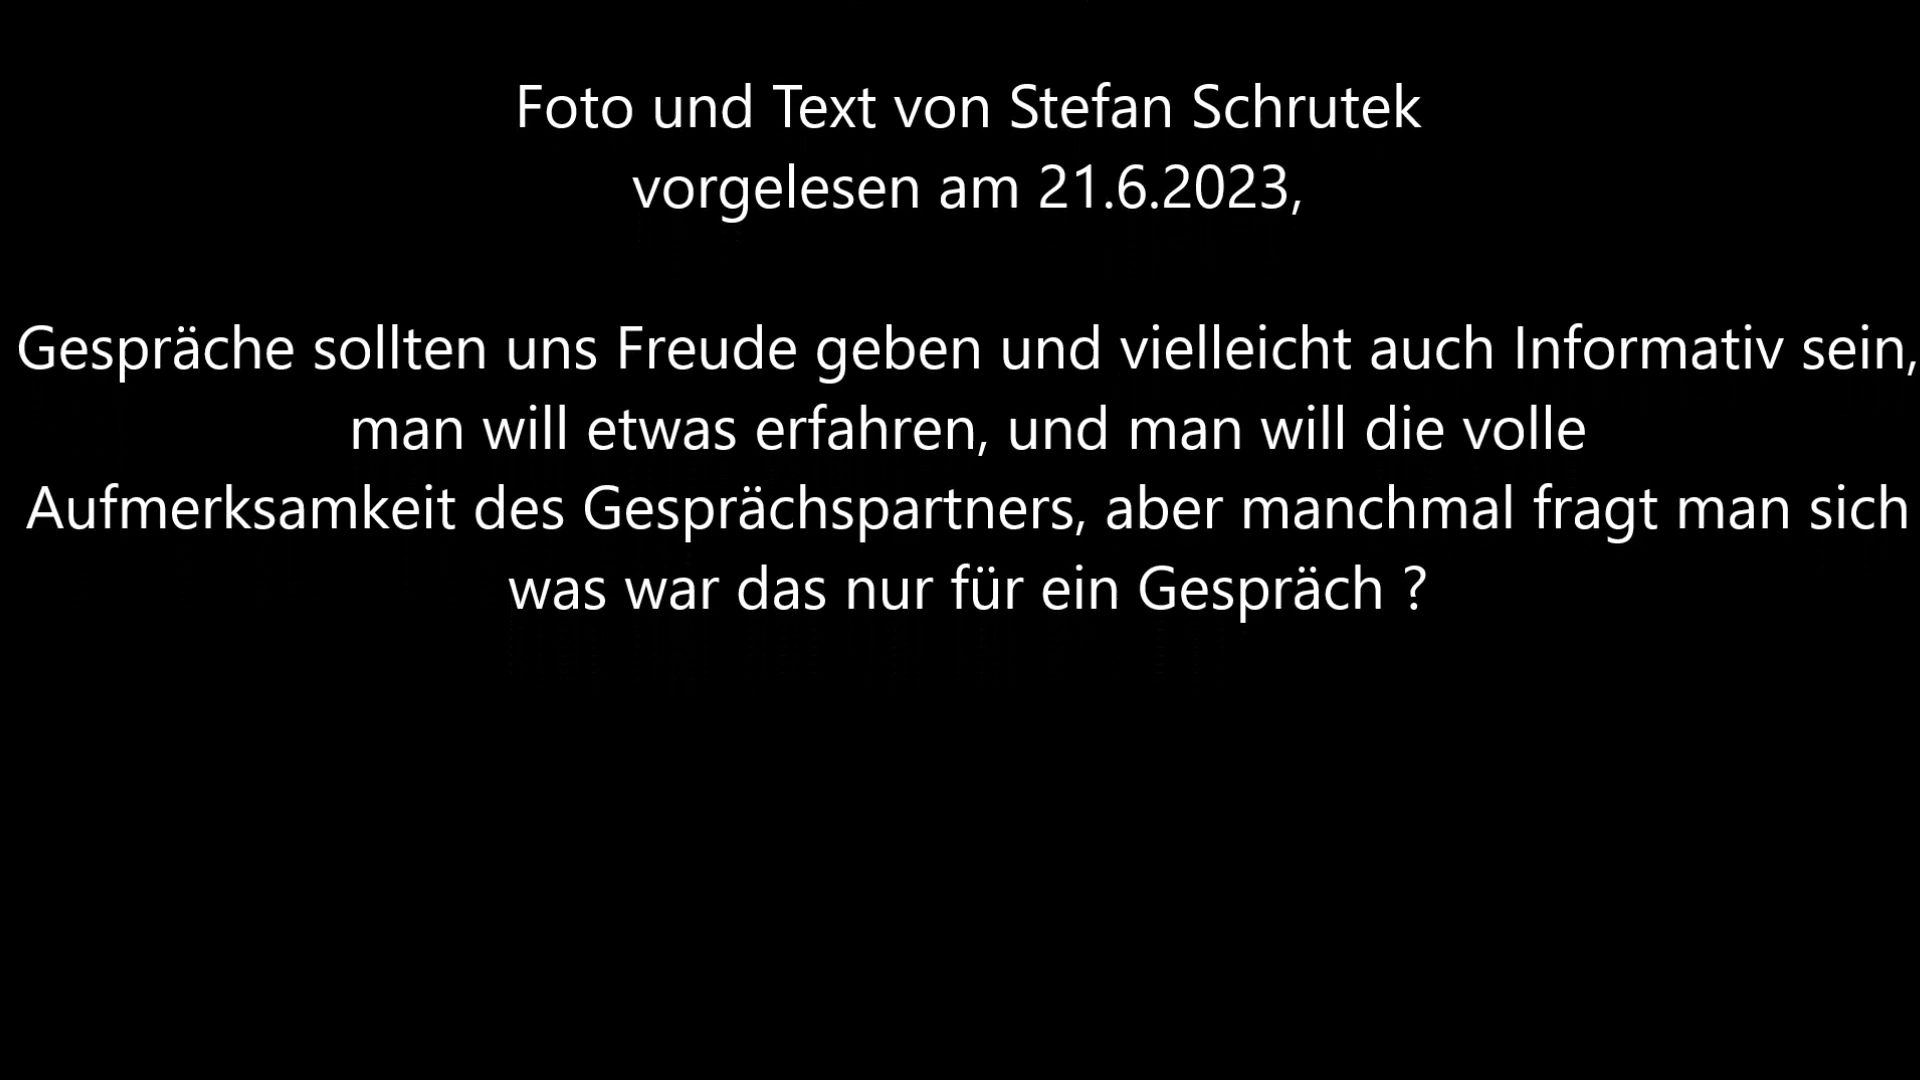 Foto und Text von Stefan Schrutek
vorgelesen am 21.6.2023,
Gespräche sollten uns Freude geben und vielleicht auch Informativ sein,
man will etwas erfahren, und man will die volle
Aufmerksamkeit des Gesprächspartners, aber manchmal fragt man sich
was war das nur für ein Gespräch ?